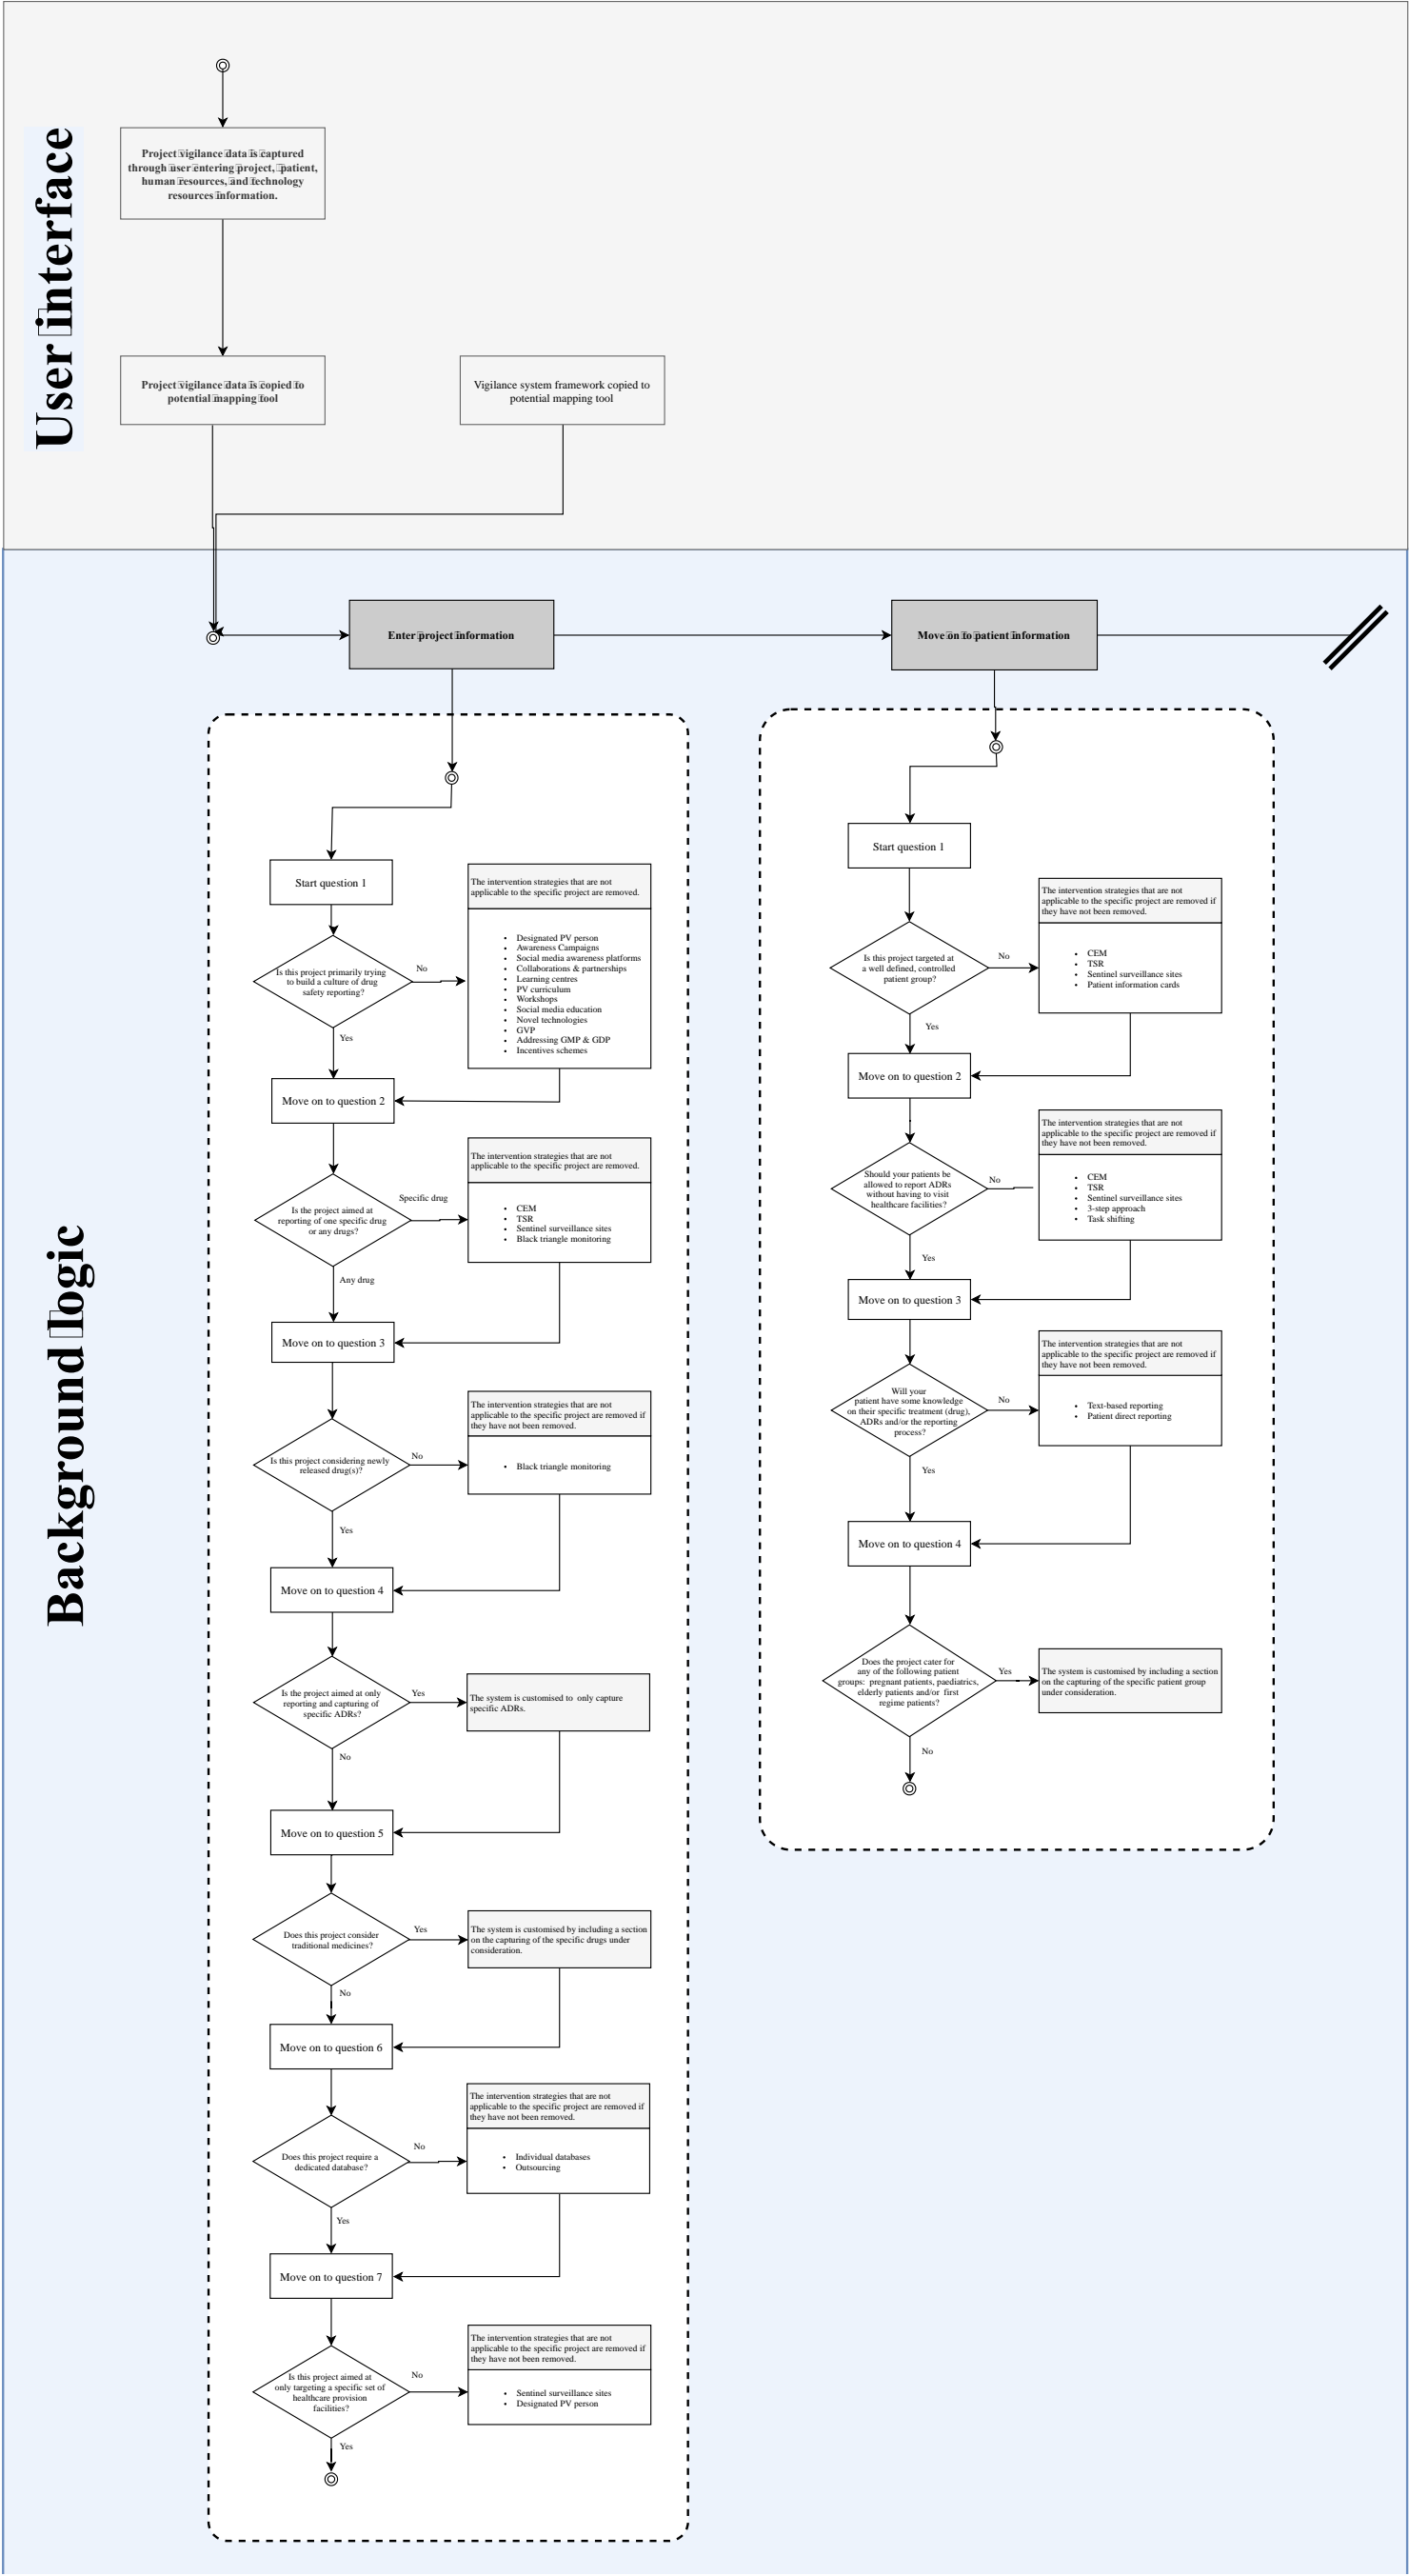 User interface
Project vigilance data is captured
through user entering project, patient,
human resources, and technology
resources information.
Project vigilance data is copied to
potential mapping tool
Vigilance system framework copied to
potential mapping tool
Background logic
Enter project information
Move on to patient information
Start question 1
Is this project primarily trying
to build a culture of drug
safety reporting?
No
The intervention strategies that are not
applicable to the specific project are removed.
• Designated PV person
• Awareness Campaigns
• Social media awareness platforms
• Collaborations & partnerships
• Learning centres
• PV curriculum
• Workshops
• Social media education
• Novel technologies
• GVP
• Addressing GMP & GDP
• Incentives schemes
Yes
Move on to question 2
Is the project aimed at
reporting of one specific drug
or any drugs?
Specific drug
The intervention strategies that are not
applicable to the specific project are removed.
• CEM
• TSR
• Sentinel surveillance sites
• Black triangle monitoring
Any drug
Move on to question 3
Is this project considering newly
released drug(s)?
No
The intervention strategies that are not
applicable to the specific project are removed if
they have not been removed.
• Black triangle monitoring
Yes
Move on to question 4
Is the project aimed at only
reporting and capturing of
specific ADRs?
Yes
The system is customised to only capture
specific ADRs.
No
Move on to question 5
Does this project consider
traditional medicines?
Yes
The system is customised by including a section
on the capturing of the specific drugs under
consideration.
No
Move on to question 6
Does this project require a
dedicated database?
No
The intervention strategies that are not
applicable to the specific project are removed if
they have not been removed.
• Individual databases
• Outsourcing
Yes
Move on to question 7
Is this project aimed at
only targeting a specific set of
healthcare provision
facilities?
No
The intervention strategies that are not
applicable to the specific project are removed if
they have not been removed.
• Sentinel surveillance sites
• Designated PV person
Yes
Start question 1
Is this project targeted at
a well defined, controlled
patient group?
No
The intervention strategies that are not
applicable to the specific project are removed if
they have not been removed.
• CEM
• TSR
• Sentinel surveillance sites
• Patient information cards
Yes
Move on to question 2
Should your patients be
allowed to report ADRs
without having to visit
healthcare facilities?
No
The intervention strategies that are not
applicable to the specific project are removed if
they have not been removed.
• CEM
• TSR
• Sentinel surveillance sites
• 3-step approach
• Task shifting
Yes
Move on to question 3
Will your
patient have some knowledge
on their specific treatment (drug),
ADRs and/or the reporting
process?
No
The intervention strategies that are not
applicable to the specific project are removed if
they have not been removed.
• Text-based reporting
• Patient direct reporting
Yes
Move on to question 4
Does the project cater for
any of the following patient
groups: pregnant patients, paediatrics,
elderly patients and/or first
regime patients?
Yes
The system is customised by including a section
on the capturing of the specific patient group
under consideration.
No